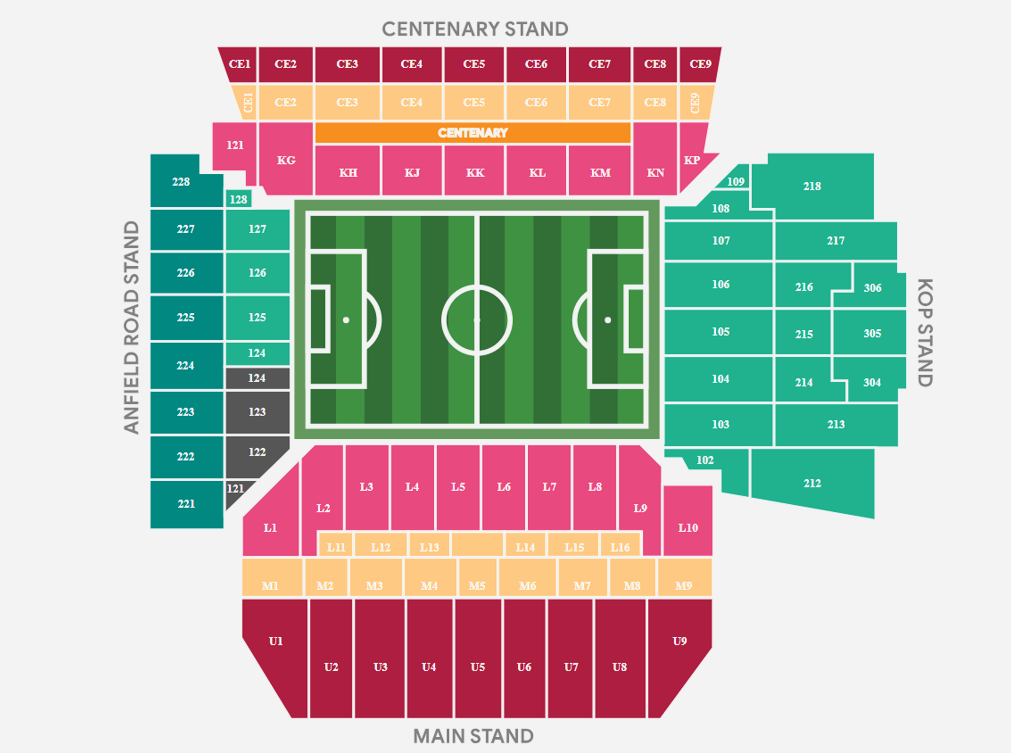 CENTENARY STAND
CE1 CE2 CE3 CE4 CE5 CE6 CE7 CE8 CE9
CE1 CE2 CE3 CE4 CE5 CE6 CE7 CE8 CE9
CENTENARY
121 KG KH KJ KK KL KM KN KP
ANFIELD ROAD STAND
228 128
227 127
226 126
225 125
224 124
124
223 123
222 122
221 121
109 218
108
107 217
106 216 306
105 215 305
104 214 304
103 213
102 212
KOP STAND
L1 L2 L3 L4 L5 L6 L7 L8 L9 L10
L11 L12 L13 L14 L15 L16
M1 M2 M3 M4 M5 M6 M7 M8 M9
U1 U2 U3 U4 U5 U6 U7 U8 U9
MAIN STAND